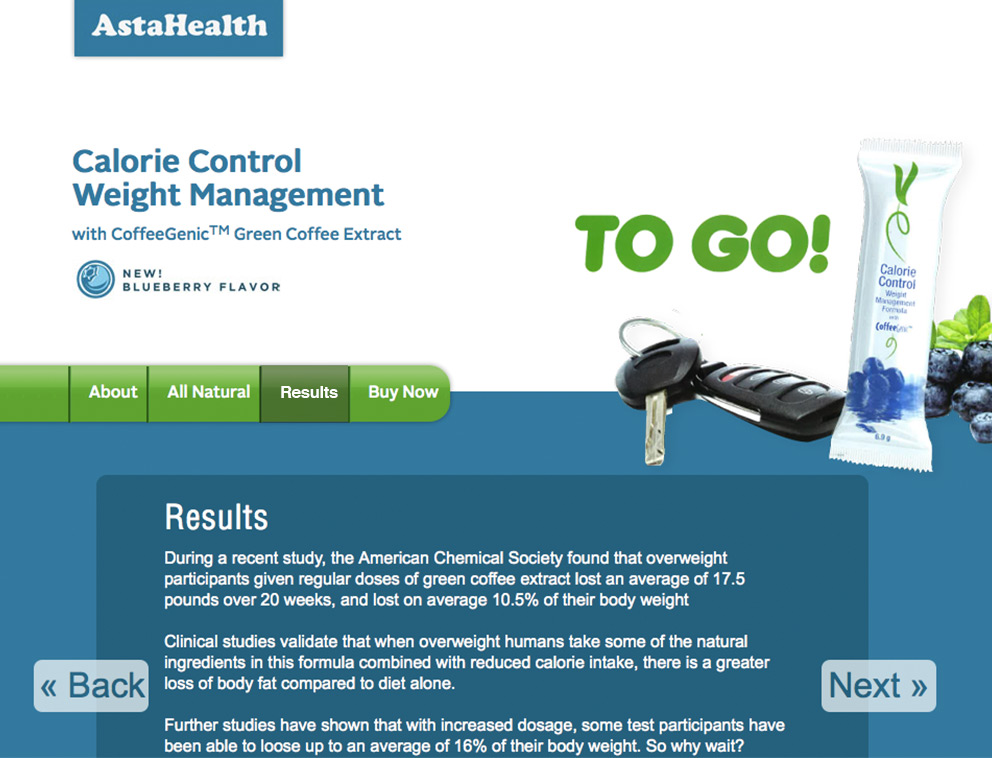 AstaHealth
Calorie Control
Weight Management
with CoffeeGenic™ Green Coffee Extract
NEW!
BLUEBERRY FLAVOR
TO GO!
Calorie
Control
Weight
Management
Formula
with
CoffeeGenic™
6.9 g
About
All Natural
Results
Buy Now
Results
During a recent study, the American Chemical Society found that overweight
participants given regular doses of green coffee extract lost an average of 17.5
pounds over 20 weeks, and lost on average 10.5% of their body weight
Clinical studies validate that when overweight humans take some of the natural
ingredients in this formula combined with reduced calorie intake, there is a greater
loss of body fat compared to diet alone.
Further studies have shown that with increased dosage, some test participants have
been able to loose up to an average of 16% of their body weight. So why wait?
« Back
Next »